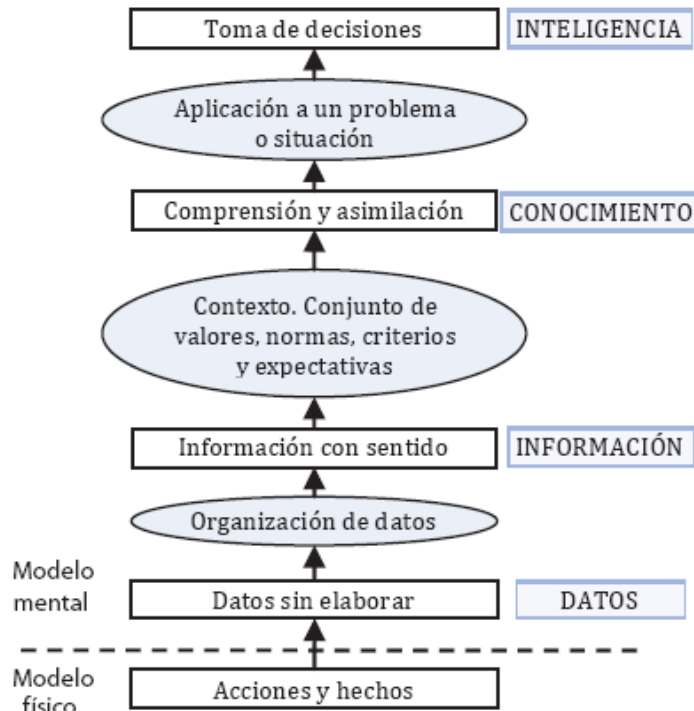 Toma de decisiones
INTELIGENCIA
Aplicación a un problema
o situación
Comprensión y asimilación
CONOCIMIENTO
Contexto. Conjunto de
valores, normas, criterios
y expectativas
Información con sentido
INFORMACIÓN
Organización de datos
Modelo
mental
Datos sin elaborar
DATOS
Modelo
físico
Acciones y hechos